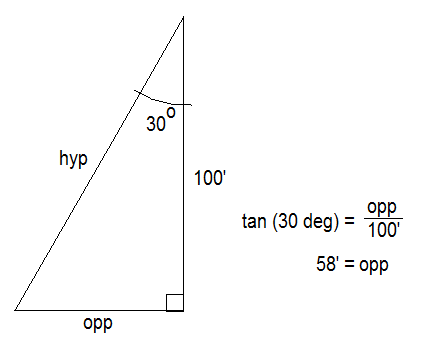 30°
hyp
100'
tan (30 deg) = opp / 100'
58' = opp
opp